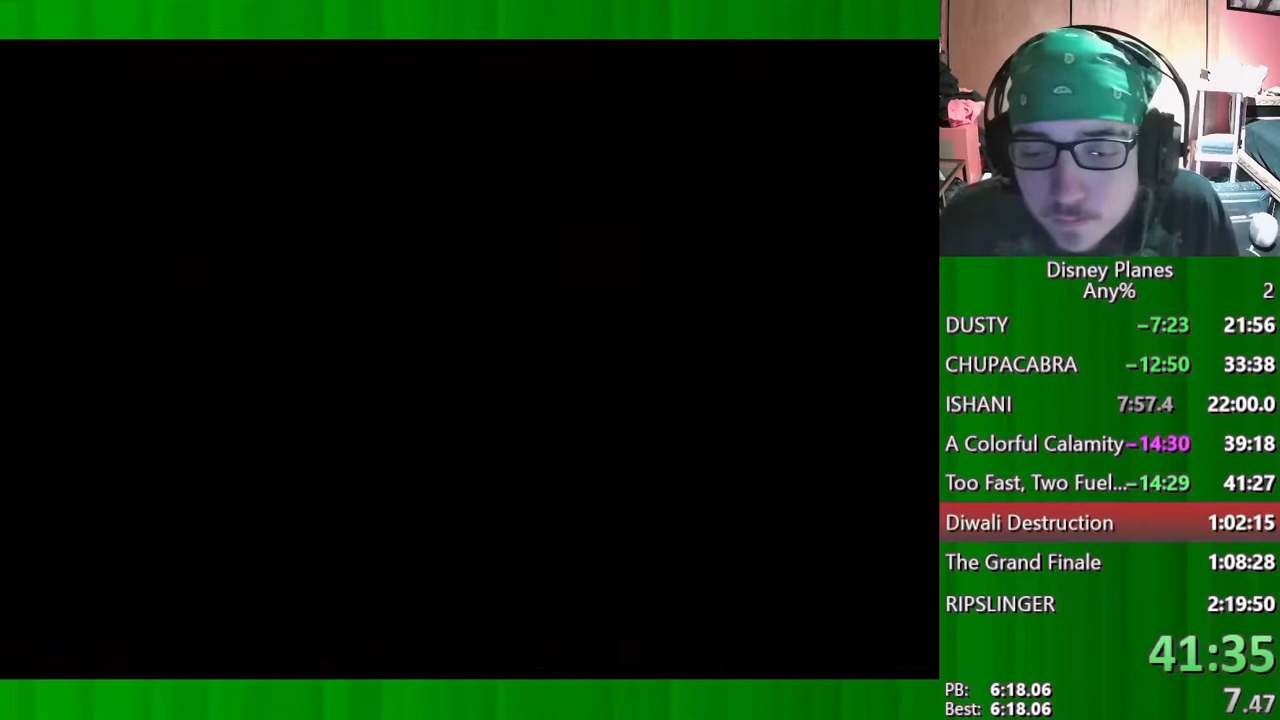 Disney Planes
Any% 2
DUSTY -7:23 21:56
CHUPACABRA -12:50 33:38
ISHANI 7:57.4 22:00.0
A Colorful Calamity -14:30 39:18
Too Fast, Two Fuel... -14:29 41:27
Diwali Destruction 1:02:15
The Grand Finale 1:08:28
RIPSLINGER 2:19:50
41:35
PB: 6:18.06
Best: 6:18.06
7.47